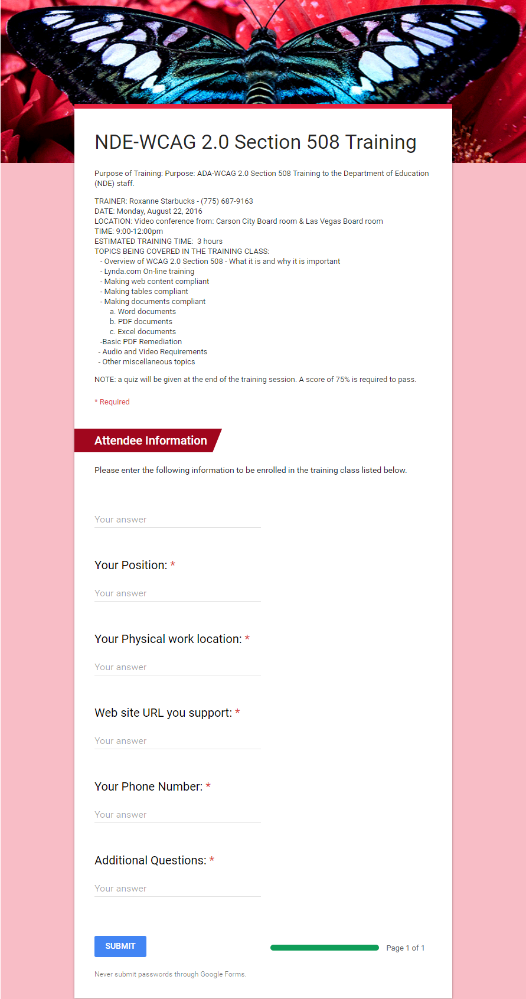 NDE-WCAG 2.0 Section 508 Training
Purpose of Training: Purpose: ADA-WCAG 2.0 Section 508 Training to the Department of Education
(NDE) staff.
TRAINER: Roxanne Starbucks - (775) 687-9163
DATE: Monday, August 22, 2016
LOCATION: Video conference from: Carson City Board room & Las Vegas Board room
TIME: 9:00-12:00pm
ESTIMATED TRAINING TIME:  3 hours
TOPICS BEING COVERED IN THE TRAINING CLASS:
- Overview of WCAG 2.0 Section 508 - What it is and why it is important
- Lynda.com On-line training
- Making web content compliant
- Making tables compliant
- Making documents compliant
a. Word documents
b. PDF documents
c. Excel documents
-Basic PDF Remediation
- Audio and Video Requirements
- Other miscellaneous topics
NOTE: a quiz will be given at the end of the training session. A score of 75% is required to pass.
* Required
Attendee Information
Please enter the following information to be enrolled in the training class listed below.
Your answer
Your Position: *
Your answer
Your Physical work location: *
Your answer
Web site URL you support: *
Your answer
Your Phone Number: *
Your answer
Additional Questions: *
Your answer
SUBMIT
Page 1 of 1
Never submit passwords through Google Forms.